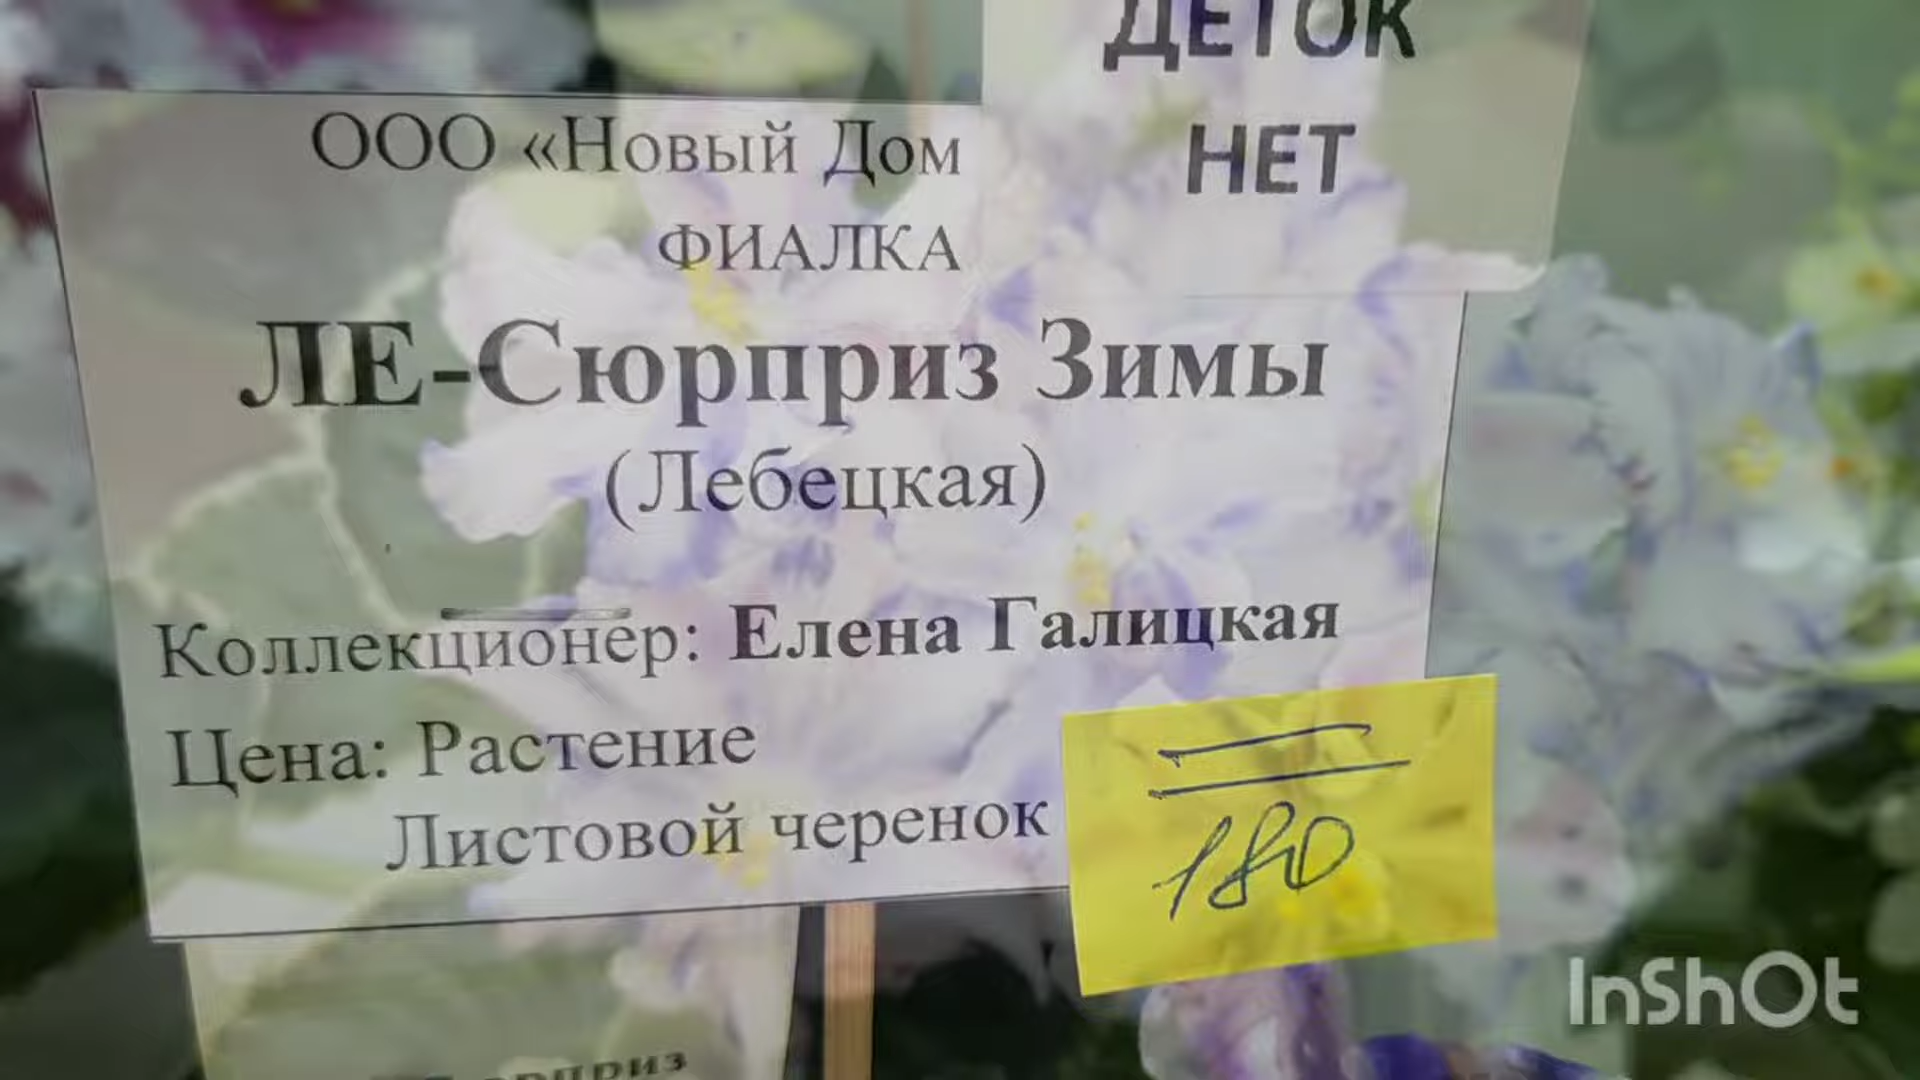 ДЕТОК
НЕТ
ООО «Новый Дом
ФИАЛКА
ЛЕ-Сюрприз Зимы
(Лебецкая)
Коллекционер: Елена Галицкая
Цена: Растение
Листовой черенок
180
InShOt